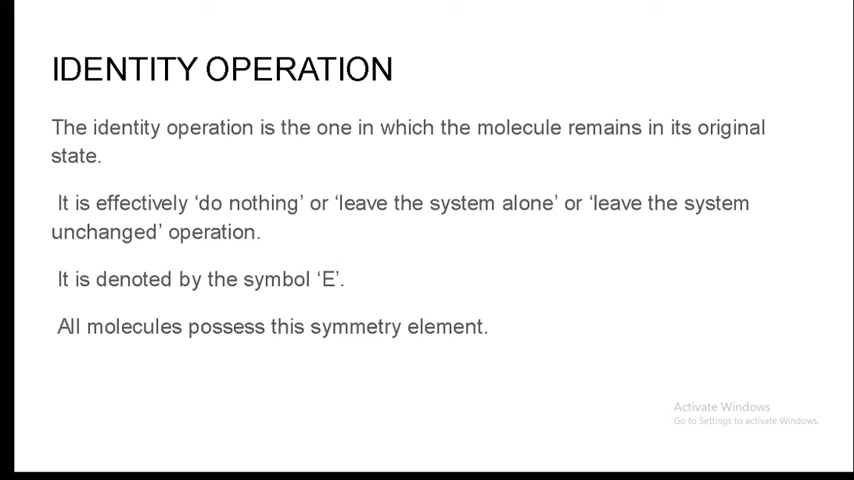 IDENTITY OPERATION
The identity operation is the one in which the molecule remains in its original
state.
It is effectively ‘do nothing’ or ‘leave the system alone’ or ‘leave the system
unchanged’ operation.
It is denoted by the symbol ‘E’.
All molecules possess this symmetry element.
Activate Windows
Go to Settings to activate Windows.